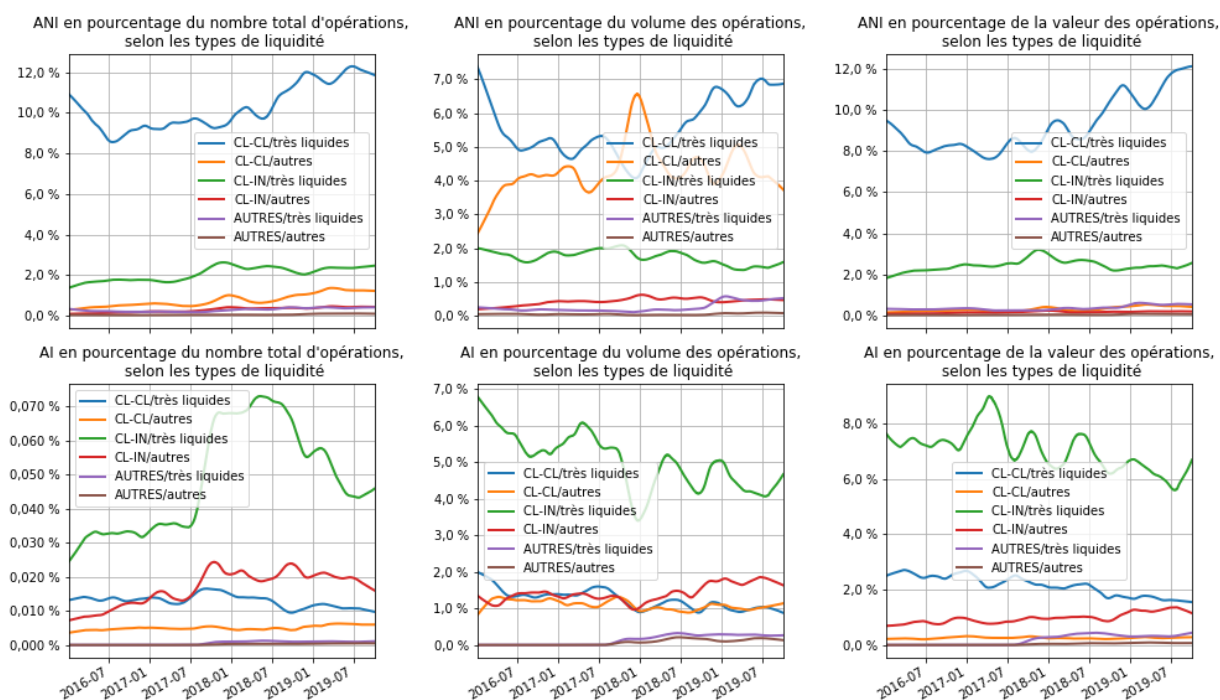 ANI en pourcentage du nombre total d'opérations,
selon les types de liquidité
12,0 %
10,0 %
8,0 %
6,0 %
4,0 %
2,0 %
0,0 %
CL-CL/très liquides
CL-CL/autres
CL-IN/très liquides
CL-IN/autres
AUTRES/très liquides
AUTRES/autres
ANI en pourcentage du volume des opérations,
selon les types de liquidité
7,0 %
6,0 %
5,0 %
4,0 %
3,0 %
2,0 %
1,0 %
0,0 %
CL-CL/très liquides
CL-CL/autres
CL-IN/très liquides
CL-IN/autres
AUTRES/très liquides
AUTRES/autres
ANI en pourcentage de la valeur des opérations,
selon les types de liquidité
12,0 %
10,0 %
8,0 %
6,0 %
4,0 %
2,0 %
0,0 %
CL-CL/très liquides
CL-CL/autres
CL-IN/très liquides
CL-IN/autres
AUTRES/très liquides
AUTRES/autres
AI en pourcentage du nombre total d'opérations,
selon les types de liquidité
0,070 %
0,060 %
0,050 %
0,040 %
0,030 %
0,020 %
0,010 %
0,000 %
CL-CL/très liquides
CL-CL/autres
CL-IN/très liquides
CL-IN/autres
AUTRES/très liquides
AUTRES/autres
2016-07
2017-01
2017-07
2018-01
2018-07
2019-01
2019-07
AI en pourcentage du volume des opérations,
selon les types de liquidité
7,0 %
6,0 %
5,0 %
4,0 %
3,0 %
2,0 %
1,0 %
0,0 %
CL-CL/très liquides
CL-CL/autres
CL-IN/très liquides
CL-IN/autres
AUTRES/très liquides
AUTRES/autres
2016-07
2017-01
2017-07
2018-01
2018-07
2019-01
2019-07
AI en pourcentage de la valeur des opérations,
selon les types de liquidité
8,0 %
6,0 %
4,0 %
2,0 %
0,0 %
CL-CL/très liquides
CL-CL/autres
CL-IN/très liquides
CL-IN/autres
AUTRES/très liquides
AUTRES/autres
2016-07
2017-01
2017-07
2018-01
2018-07
2019-01
2019-07